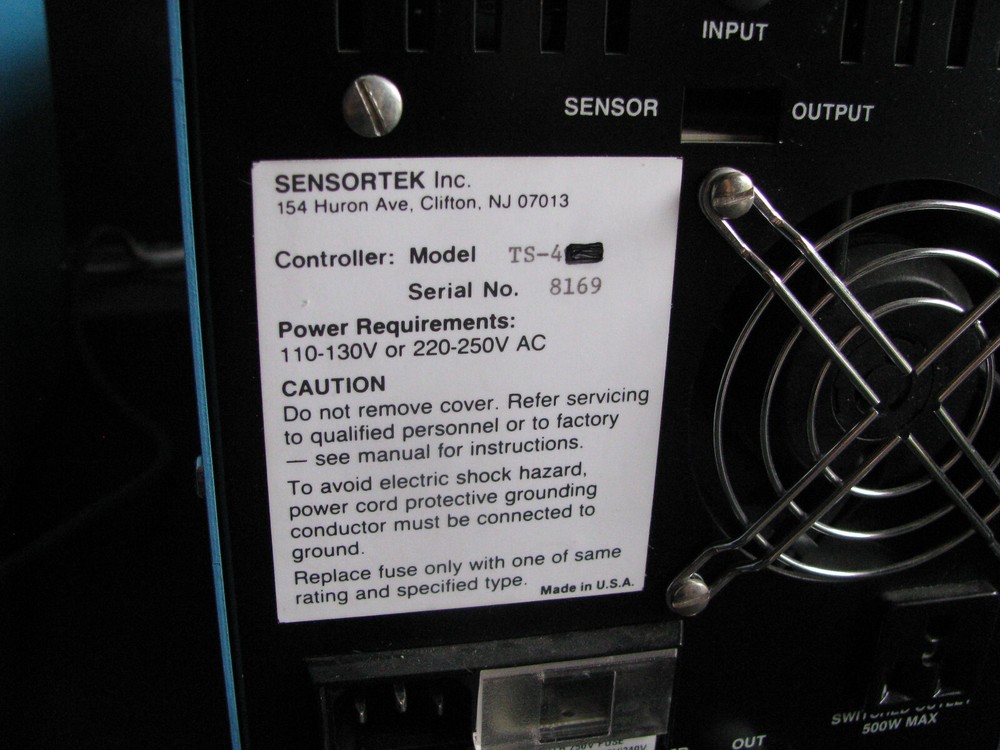 INPUT
SENSOR
OUTPUT
SENSORTEK Inc.
154 Huron Ave, Clifton, NJ 07013
Controller: Model TS-4
Serial No. 8169
Power Requirements:
110-130V or 220-250V AC
CAUTION
Do not remove cover. Refer servicing
to qualified personnel or to factory
— see manual for instructions.
To avoid electric shock hazard,
power cord protective grounding
conductor must be connected to
ground.
Replace fuse only with one of same
rating and specified type.
Made in U.S.A.
SWITCHED OUTLET
500W MAX
OUT